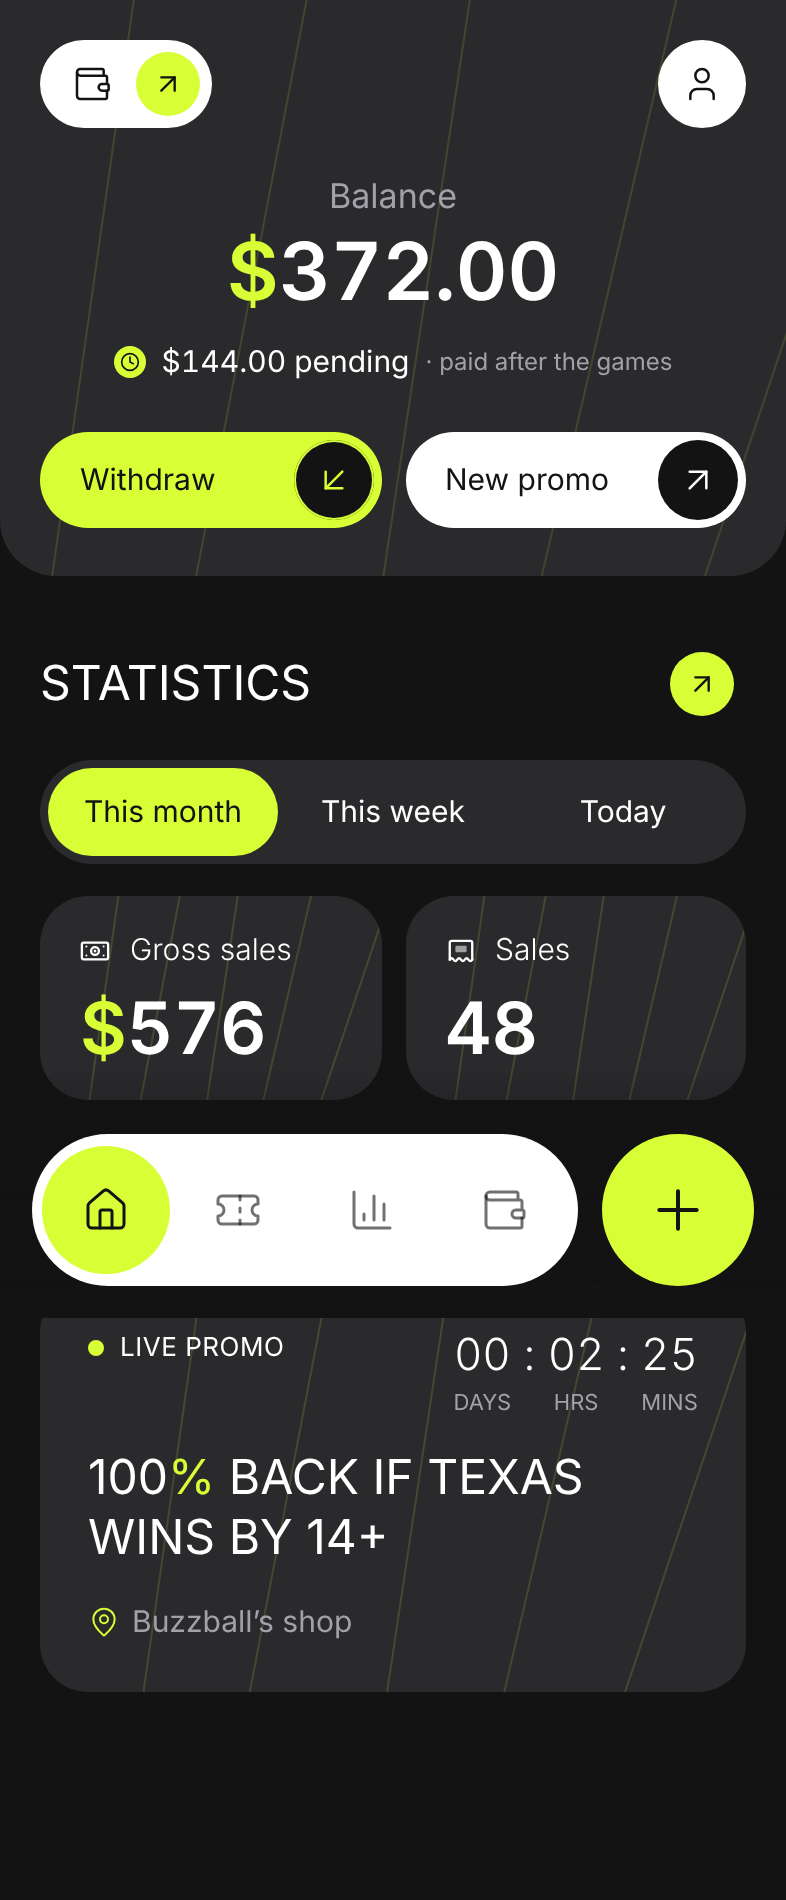 Balance
$372.00
$144.00 pending · paid after the games
Withdraw
New promo
STATISTICS
This month
This week
Today
Gross sales
$576
Sales
48
LIVE PROMO
00 : 02 : 25
DAYS HRS MINS
100% BACK IF TEXAS
WINS BY 14+
Buzzball’s shop